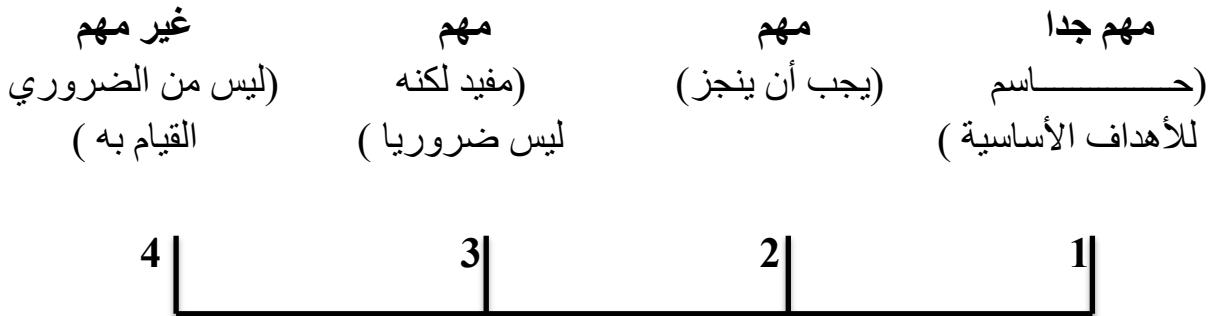 مهم جدا مهم مهم غير مهم
(حـــــــــاسم (يجب أن ينجز) (مفيد لكنه (ليس من الضروري
للأهداف الأساسية ) ليس ضروريا ) القيام به )
1 2 3 4